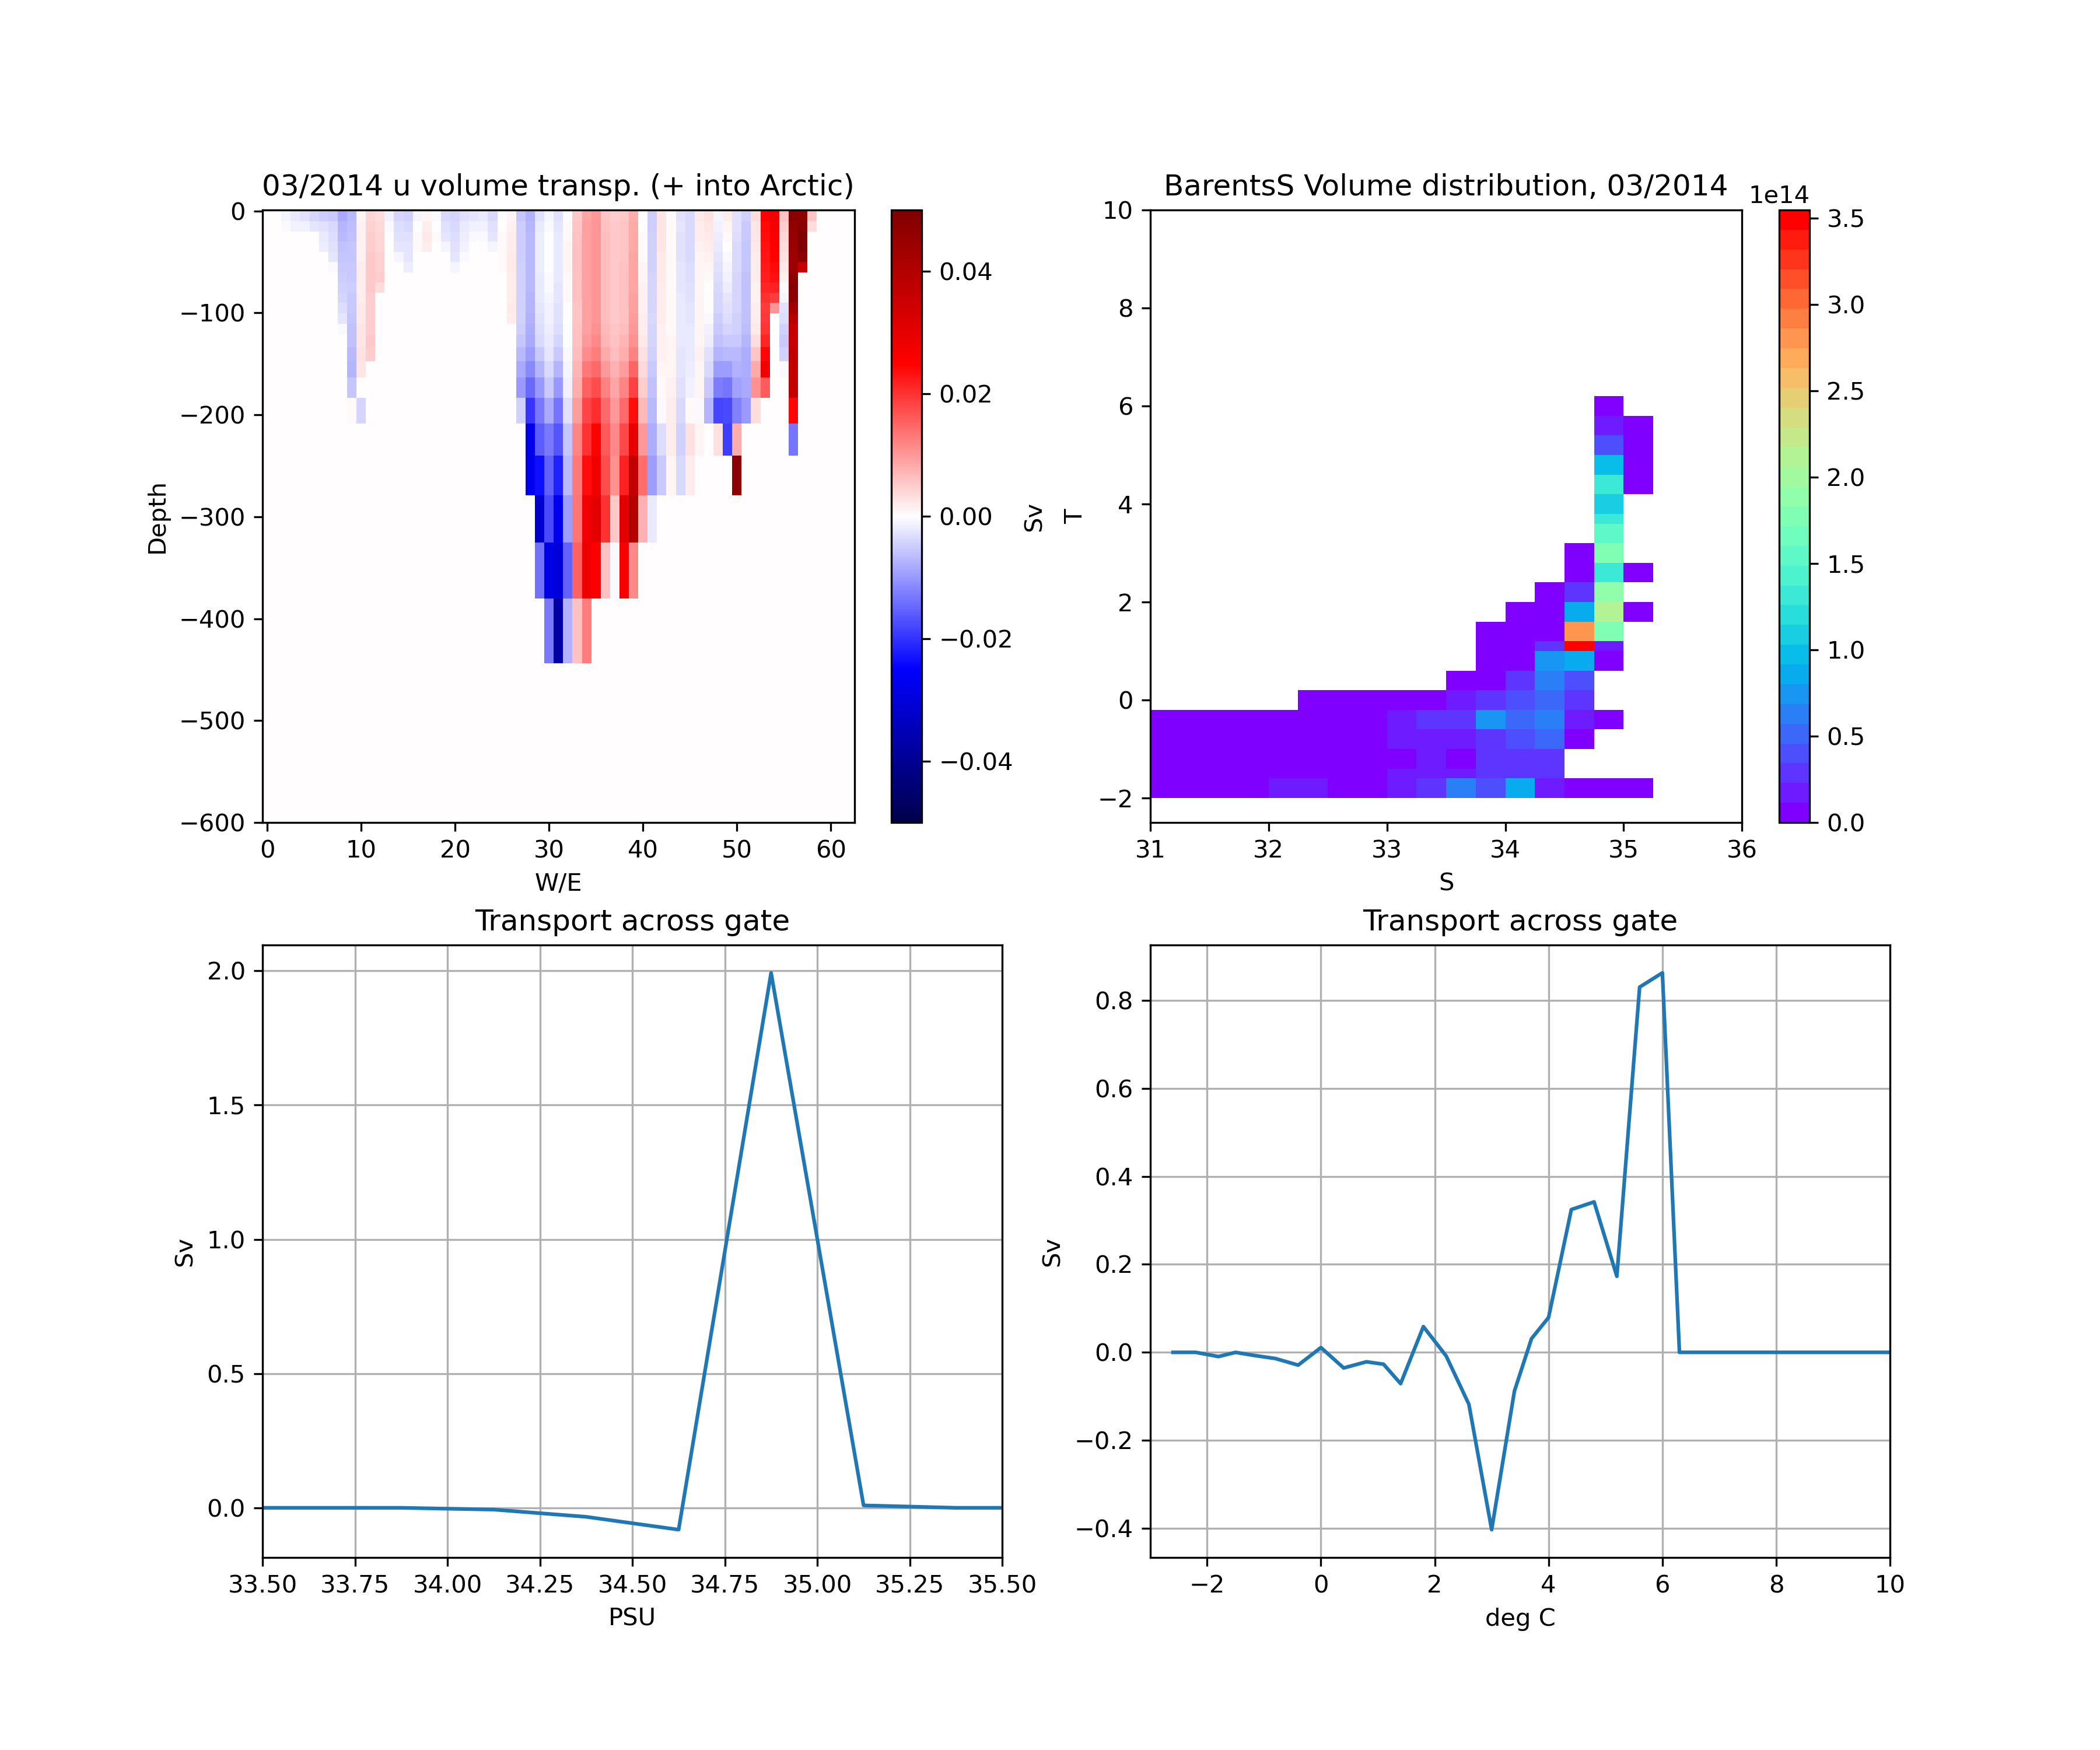 03/2014 u volume transp. (+ into Arctic)
0
−100
−200
−300
−400
−500
−600
Depth
0 10 20 30 40 50 60
W/E
0.04
0.02
0.00
−0.02
−0.04
Sv
BarentsS Volume distribution, 03/2014
1e14
10
8
6
4
2
0
−2
T
31 32 33 34 35 36
S
3.5
3.0
2.5
2.0
1.5
1.0
0.5
0.0
Transport across gate
2.0
1.5
1.0
0.5
0.0
Sv
33.50 33.75 34.00 34.25 34.50 34.75 35.00 35.25 35.50
PSU
Transport across gate
0.8
0.6
0.4
0.2
0.0
−0.2
−0.4
Sv
−2 0 2 4 6 8 10
deg C